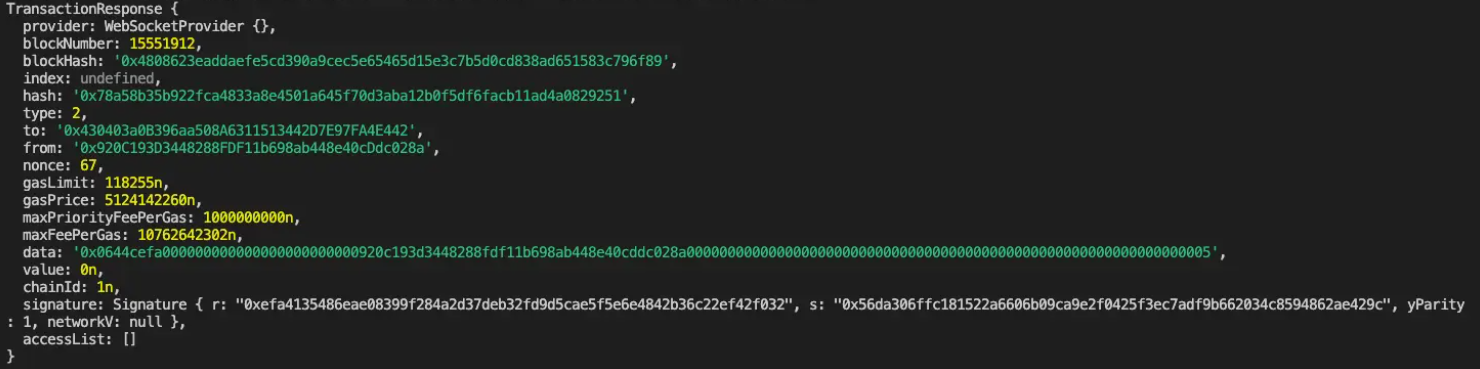 TransactionResponse {
  provider: WebSocketProvider {},
  blockNumber: 15551912,
  blockHash: '0x4808623eaddaefe5cd390a9cec5e65465d15e3c7b5d0cd838ad651583c796f89',
  index: undefined,
  hash: '0x78a58b35b922fca4833a8e4501a645f70d3aba12b0f5df6facb11ad4a0829251',
  type: 2,
  to: '0x430403a0B396aa508A6311513442D7E97FA4E442',
  from: '0x920C193D3448288FDF11b698ab448e40cDdc028a',
  nonce: 67,
  gasLimit: 118255n,
  gasPrice: 5124142260n,
  maxPriorityFeePerGas: 1000000000n,
  maxFeePerGas: 10762642302n,
  data: '0x0644cefa000000000000000000000000920c193d3448288fdf11b698ab448e40cddc028a0000000000000000000000000000000000000000000000000000000000000005',
  value: 0n,
  chainId: 1n,
  signature: Signature { r: "0xefa4135486eae08399f284a2d37deb32fd9d5cae5f5e6e4842b36c22ef42f032", s: "0x56da306ffc181522a6606b09ca9e2f0425f3ec7adf9b662034c8594862ae429c", yParity
: 1, networkV: null },
  accessList: []
}